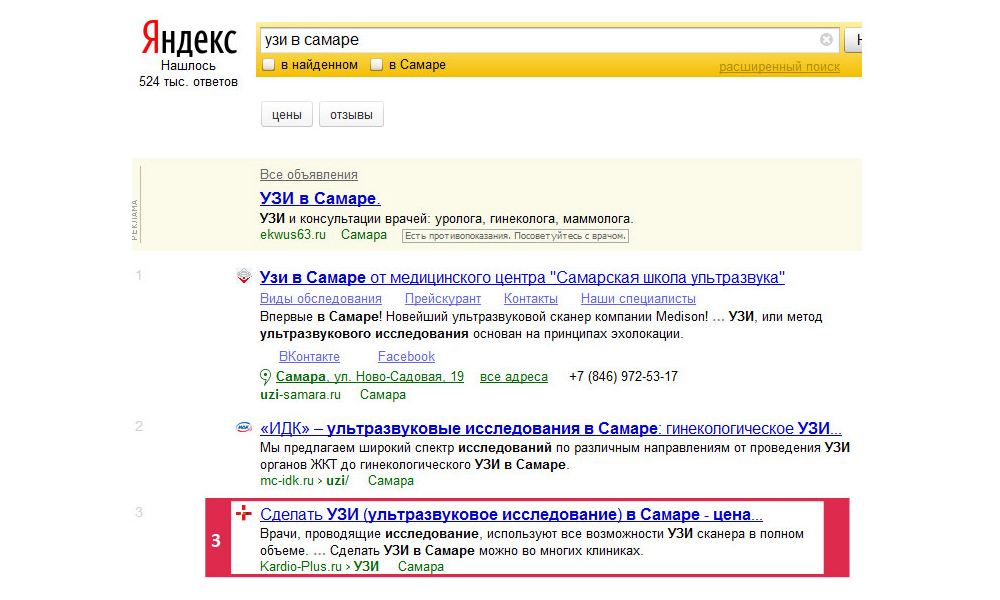 Яндекс
Нашлось
524 тыс. ответов
узи в самаре
в найденном в Самаре
расширенный поиск
цены отзывы
РЕКЛАМА
Все объявления
УЗИ в Самаре.
УЗИ и консультации врачей: уролога, гинеколога, маммолога.
ekwus63.ru Самара Есть противопоказания. Посоветуйтесь с врачом.
1
Узи в Самаре от медицинского центра "Самарская школа ультразвука"
Виды обследования Прейскурант Контакты Наши специалисты
Впервые в Самаре! Новейший ультразвуковой сканер компании Medison! ... УЗИ, или метод
ультразвукового исследования основан на принципах эхолокации.
ВКонтакте Facebook
Самара, ул. Ново-Садовая, 19 все адреса +7 (846) 972-53-17
uzi-samara.ru Самара
2
ИДК
«ИДК» – ультразвуковые исследования в Самаре: гинекологическое УЗИ...
Мы предлагаем широкий спектр исследований по различным направлениям от проведения УЗИ
органов ЖКТ до гинекологического УЗИ в Самаре.
mc-idk.ru › uzi/ Самара
3
3
Сделать УЗИ (ультразвуковое исследование) в Самаре - цена...
Врачи, проводящие исследование, используют все возможности УЗИ сканера в полном
объеме. ... Сделать УЗИ в Самаре можно во многих клиниках.
Kardio-Plus.ru › УЗИ Самара